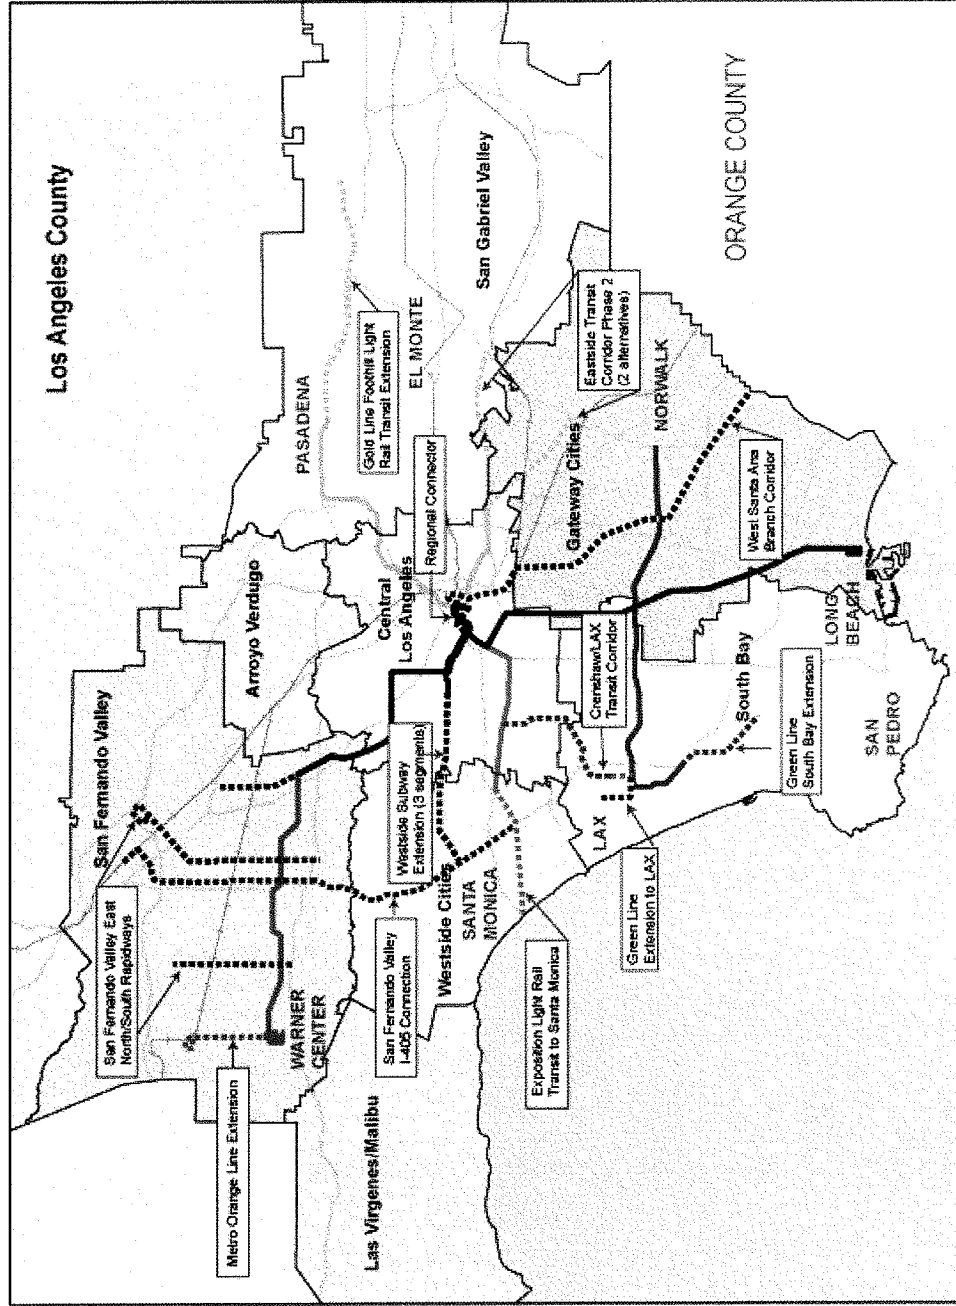 Los Angeles County
San Fernando Valley East
North/South Rapidways
San Fernando Valley
Metro Orange Line Extension
Arroyo Verdugo
WARNER
CENTER
PASADENA
Gold Line Foothill Light
Rail Transit Extension
Las Virgenes/Malibu
San Fernando Valley
I-405 Connection
Westside Subway
Extension (3 segments)
Central
Los Angeles
Regional Connector
EL MONTE
Westside Cities
SANTA
MONICA
San Gabriel Valley
Exposition Light Rail
Transit to Santa Monica
Crenshaw/LAX
Transit Corridor
Gateway Cities
Eastside Transit
Corridor Phase 2
(2 alternatives)
LAX
Green Line
Extension to LAX
NORWALK
ORANGE COUNTY
South Bay
West Santa Ana
Branch Corridor
Green Line
South Bay Extension
LONG
BEACH
SAN
PEDRO